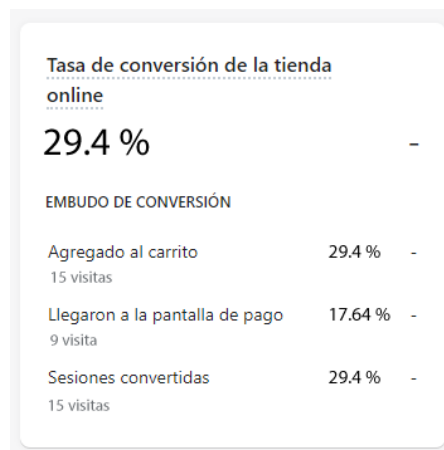 Tasa de conversión de la tienda
online
29.4 % -
EMBUDO DE CONVERSIÓN
Agregado al carrito 29.4 % -
15 visitas
Llegaron a la pantalla de pago 17.64 % -
9 visita
Sesiones convertidas 29.4 % -
15 visitas